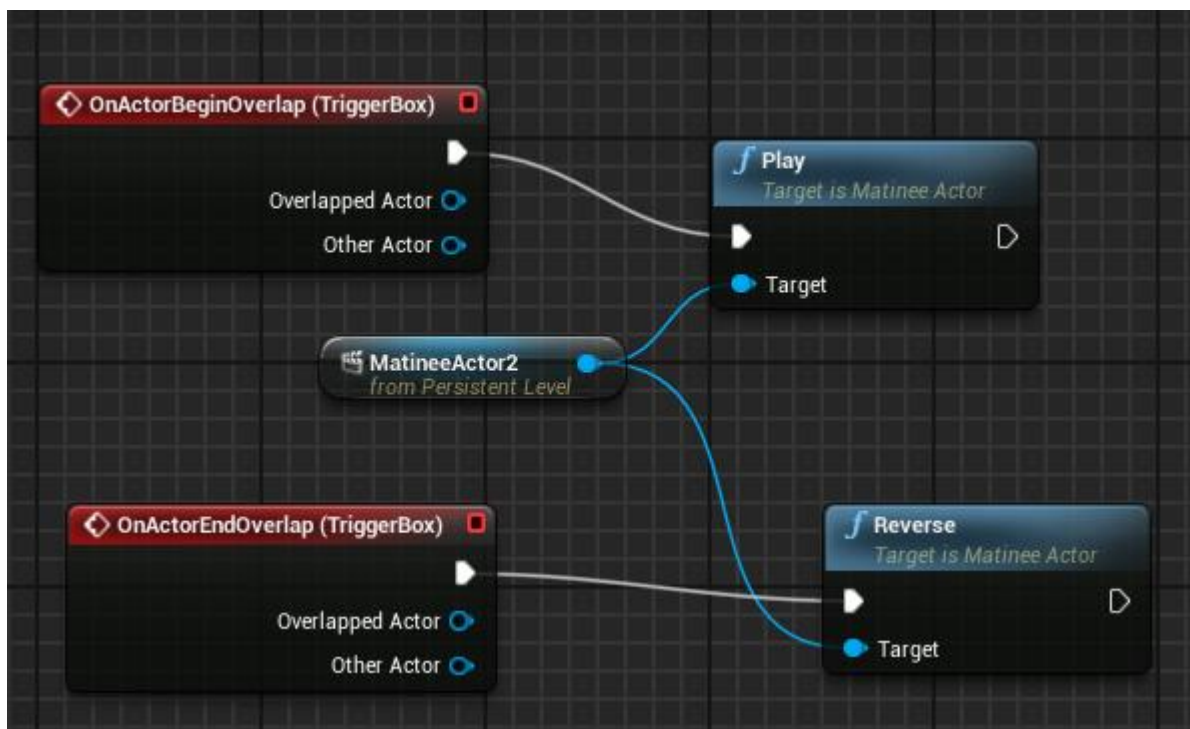 OnActorBeginOverlap (TriggerBox)
Overlapped Actor
Other Actor
f Play
Target is Matinee Actor
Target
MatineeActor2
from Persistent Level
OnActorEndOverlap (TriggerBox)
Overlapped Actor
Other Actor
f Reverse
Target is Matinee Actor
Target